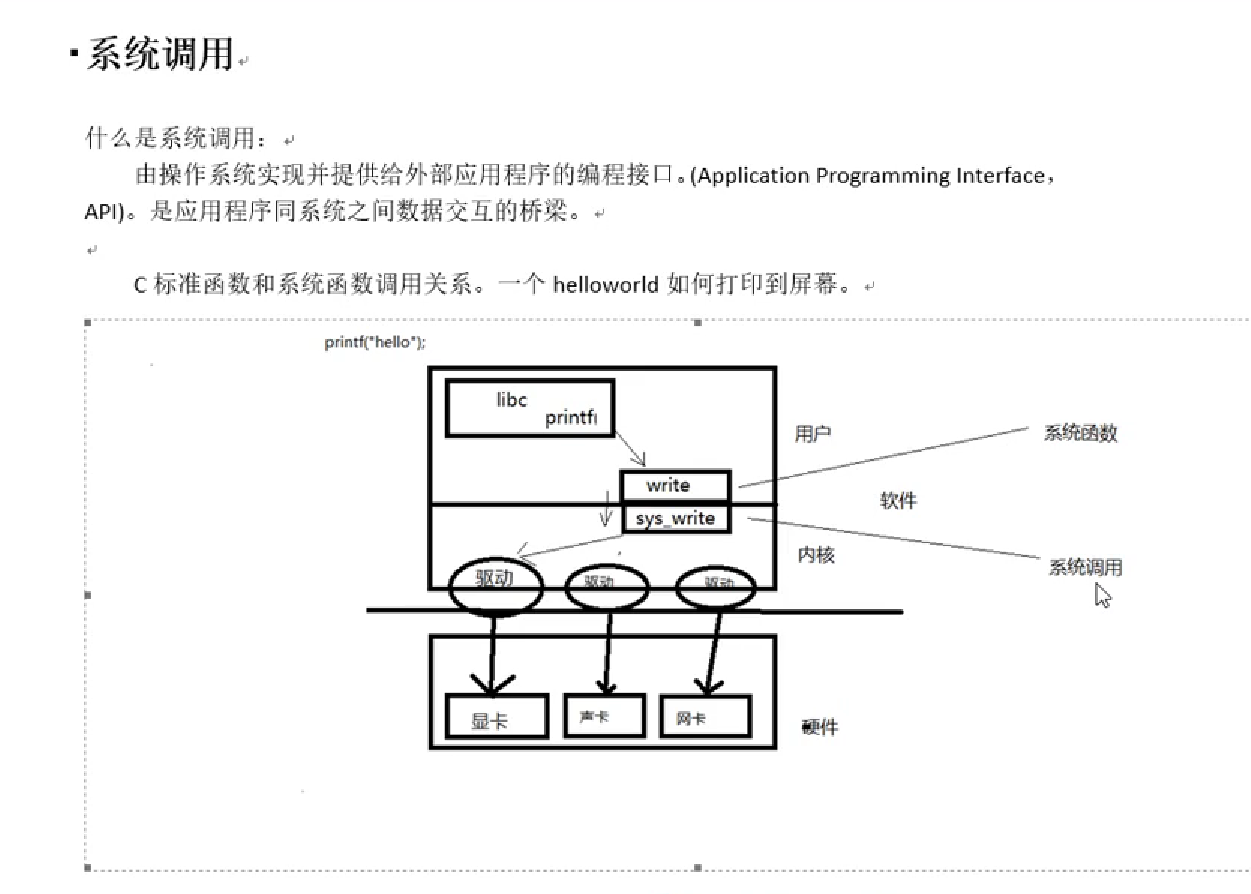 ▪系统调用
什么是系统调用：
由操作系统实现并提供给外部应用程序的编程接口。(Application Programming Interface，
API)。是应用程序同系统之间数据交互的桥梁。
C 标准函数和系统函数调用关系。一个 helloworld 如何打印到屏幕。
printf("hello");
libc
printfi
用户
系统函数
write
软件
sys_write
内核
系统调用
驱动
驱动
驱动
显卡
声卡
网卡
硬件